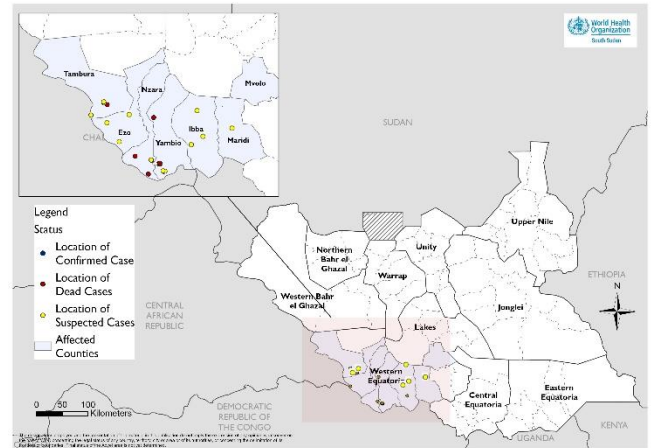 World Health
Organization
South Sudan
Tambura
Nzara
Mvolo
CHA
Ezo
Ibba
Yambio
Maridi
SUDAN
Legend
Status
Location of
Confirmed Case
Location of
Dead Cases
Location of
Suspected Cases
Affected
Counties
Upper Nile
Unity
Northern
Bahr el
Ghazal
Warrap
ETHIOPIA
Western Bahr
el Ghazal
Jonglei
N
CENTRAL
AFRICAN
REPUBLIC
Lakes
Western
Equatoria
Central
Equatoria
Eastern
Equatoria
0 50 100
Kilometers
DEMOCRATIC
REPUBLIC OF
THE CONGO
UGANDA
KENYA